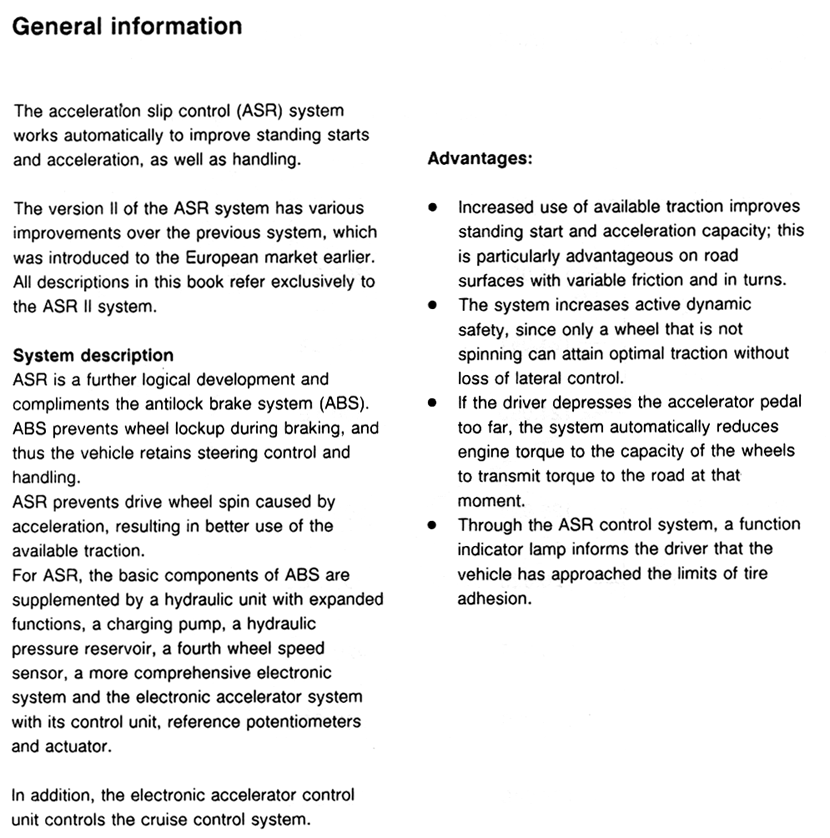 General information
The acceleration slip control (ASR) system
works automatically to improve standing starts
and acceleration, as well as handling.
The version II of the ASR system has various
improvements over the previous system, which
was introduced to the European market earlier.
All descriptions in this book refer exclusively to
the ASR II system.
System description
ASR is a further logical development and
compliments the antilock brake system (ABS).
ABS prevents wheel lockup during braking, and
thus the vehicle retains steering control and
handling.
ASR prevents drive wheel spin caused by
acceleration, resulting in better use of the
available traction.
For ASR, the basic components of ABS are
supplemented by a hydraulic unit with expanded
functions, a charging pump, a hydraulic
pressure reservoir, a fourth wheel speed
sensor, a more comprehensive electronic
system and the electronic accelerator system
with its control unit, reference potentiometers
and actuator.
In addition, the electronic accelerator control
unit controls the cruise control system.
Advantages:
● Increased use of available traction improves
standing start and acceleration capacity; this
is particularly advantageous on road
surfaces with variable friction and in turns.
● The system increases active dynamic
safety, since only a wheel that is not
spinning can attain optimal traction without
loss of lateral control.
● If the driver depresses the accelerator pedal
too far, the system automatically reduces
engine torque to the capacity of the wheels
to transmit torque to the road at that
moment.
● Through the ASR control system, a function
indicator lamp informs the driver that the
vehicle has approached the limits of tire
adhesion.